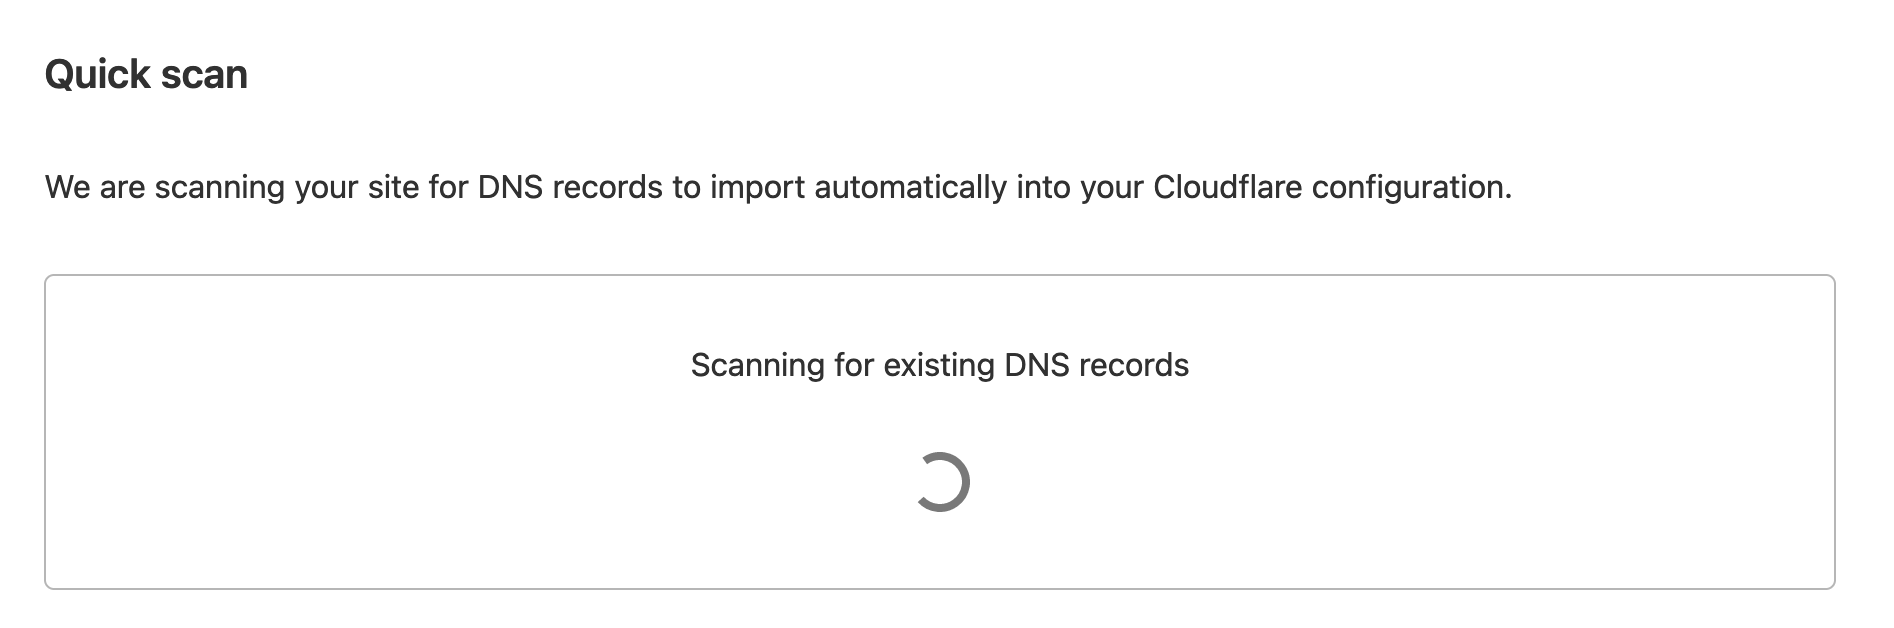 Quick scan
We are scanning your site for DNS records to import automatically into your Cloudflare configuration.
Scanning for existing DNS records